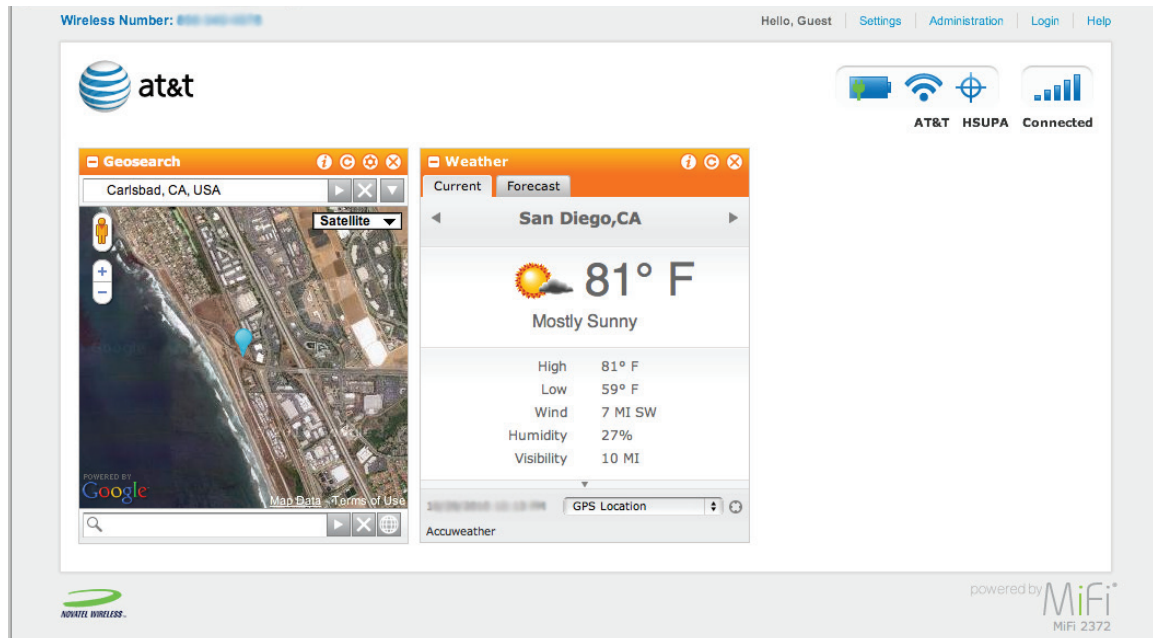 Wireless Number:
Hello, Guest Settings Administration Login Help
at&t
AT&T HSUPA Connected
Geosearch
Carlsbad, CA, USA
Satellite
POWERED BY
Google
Map Data - Terms of Use
Weather
Current Forecast
San Diego,CA
81° F
Mostly Sunny
High 81° F
Low 59° F
Wind 7 MI SW
Humidity 27%
Visibility 10 MI
GPS Location
Accuweather
NOVATEL WIRELESS
powered by MiFi
MiFi 2372